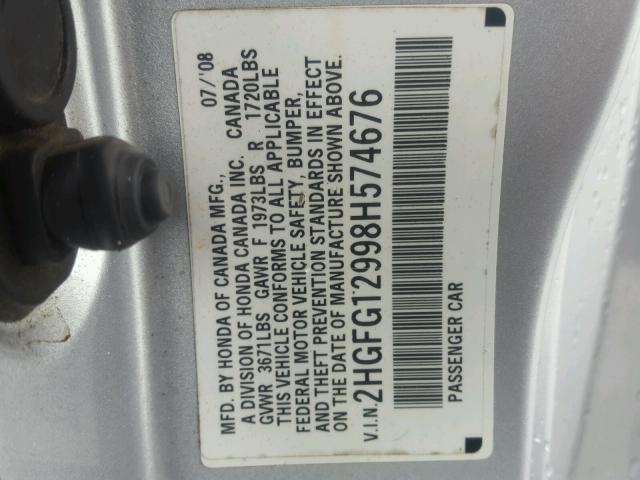 MFD. BY HONDA OF CANADA MFG., 07/'08
A DIVISION OF HONDA CANADA INC. CANADA
GVWR 3671LBS GAWR F 1973LBS R 1720LBS
THIS VEHICLE CONFORMS TO ALL APPLICABLE
FEDERAL MOTOR VEHICLE SAFETY, BUMPER,
AND THEFT PREVENTION STANDARDS IN EFFECT
ON THE DATE OF MANUFACTURE SHOWN ABOVE.
V.I.N. 2HGFG12998H574676
PASSENGER CAR